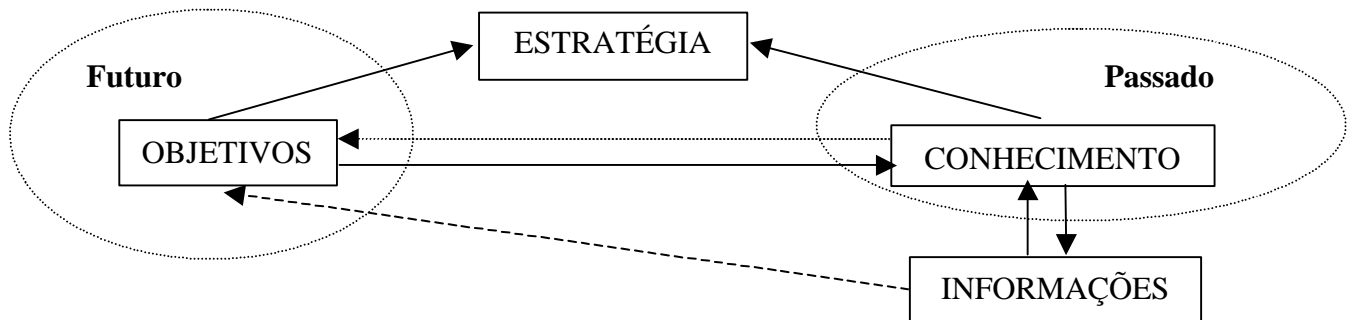 ESTRATÉGIA
Futuro
Passado
OBJETIVOS
CONHECIMENTO
INFORMAÇÕES